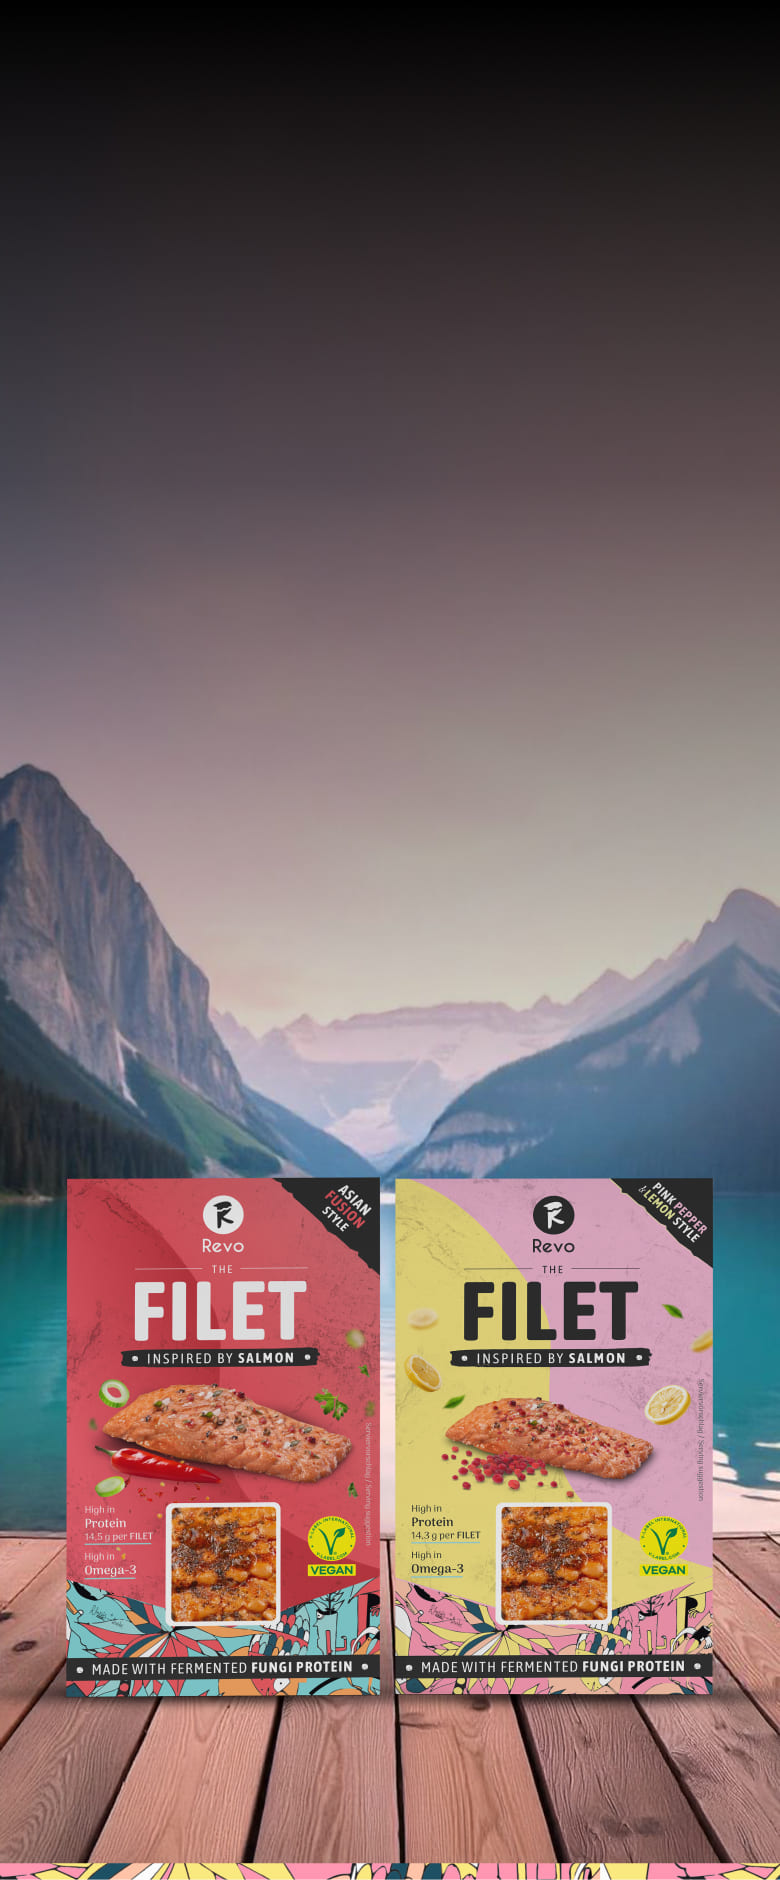 ASIAN
FUSION
STYLE
Revo
THE
FILET
INSPIRED BY SALMON
Serviervorschlag / Serving suggestion
High in
Protein
14,5 g per FILET
High in
Omega-3
V-LABEL INTERNATIONAL
V-LABEL.COM
VEGAN
MADE WITH FERMENTED FUNGI PROTEIN
PINK PEPPER
& LEMON STYLE
Revo
THE
FILET
INSPIRED BY SALMON
Serviervorschlag / Serving suggestion
High in
Protein
14,3 g per FILET
High in
Omega-3
V-LABEL INTERNATIONAL
V-LABEL.COM
VEGAN
MADE WITH FERMENTED FUNGI PROTEIN